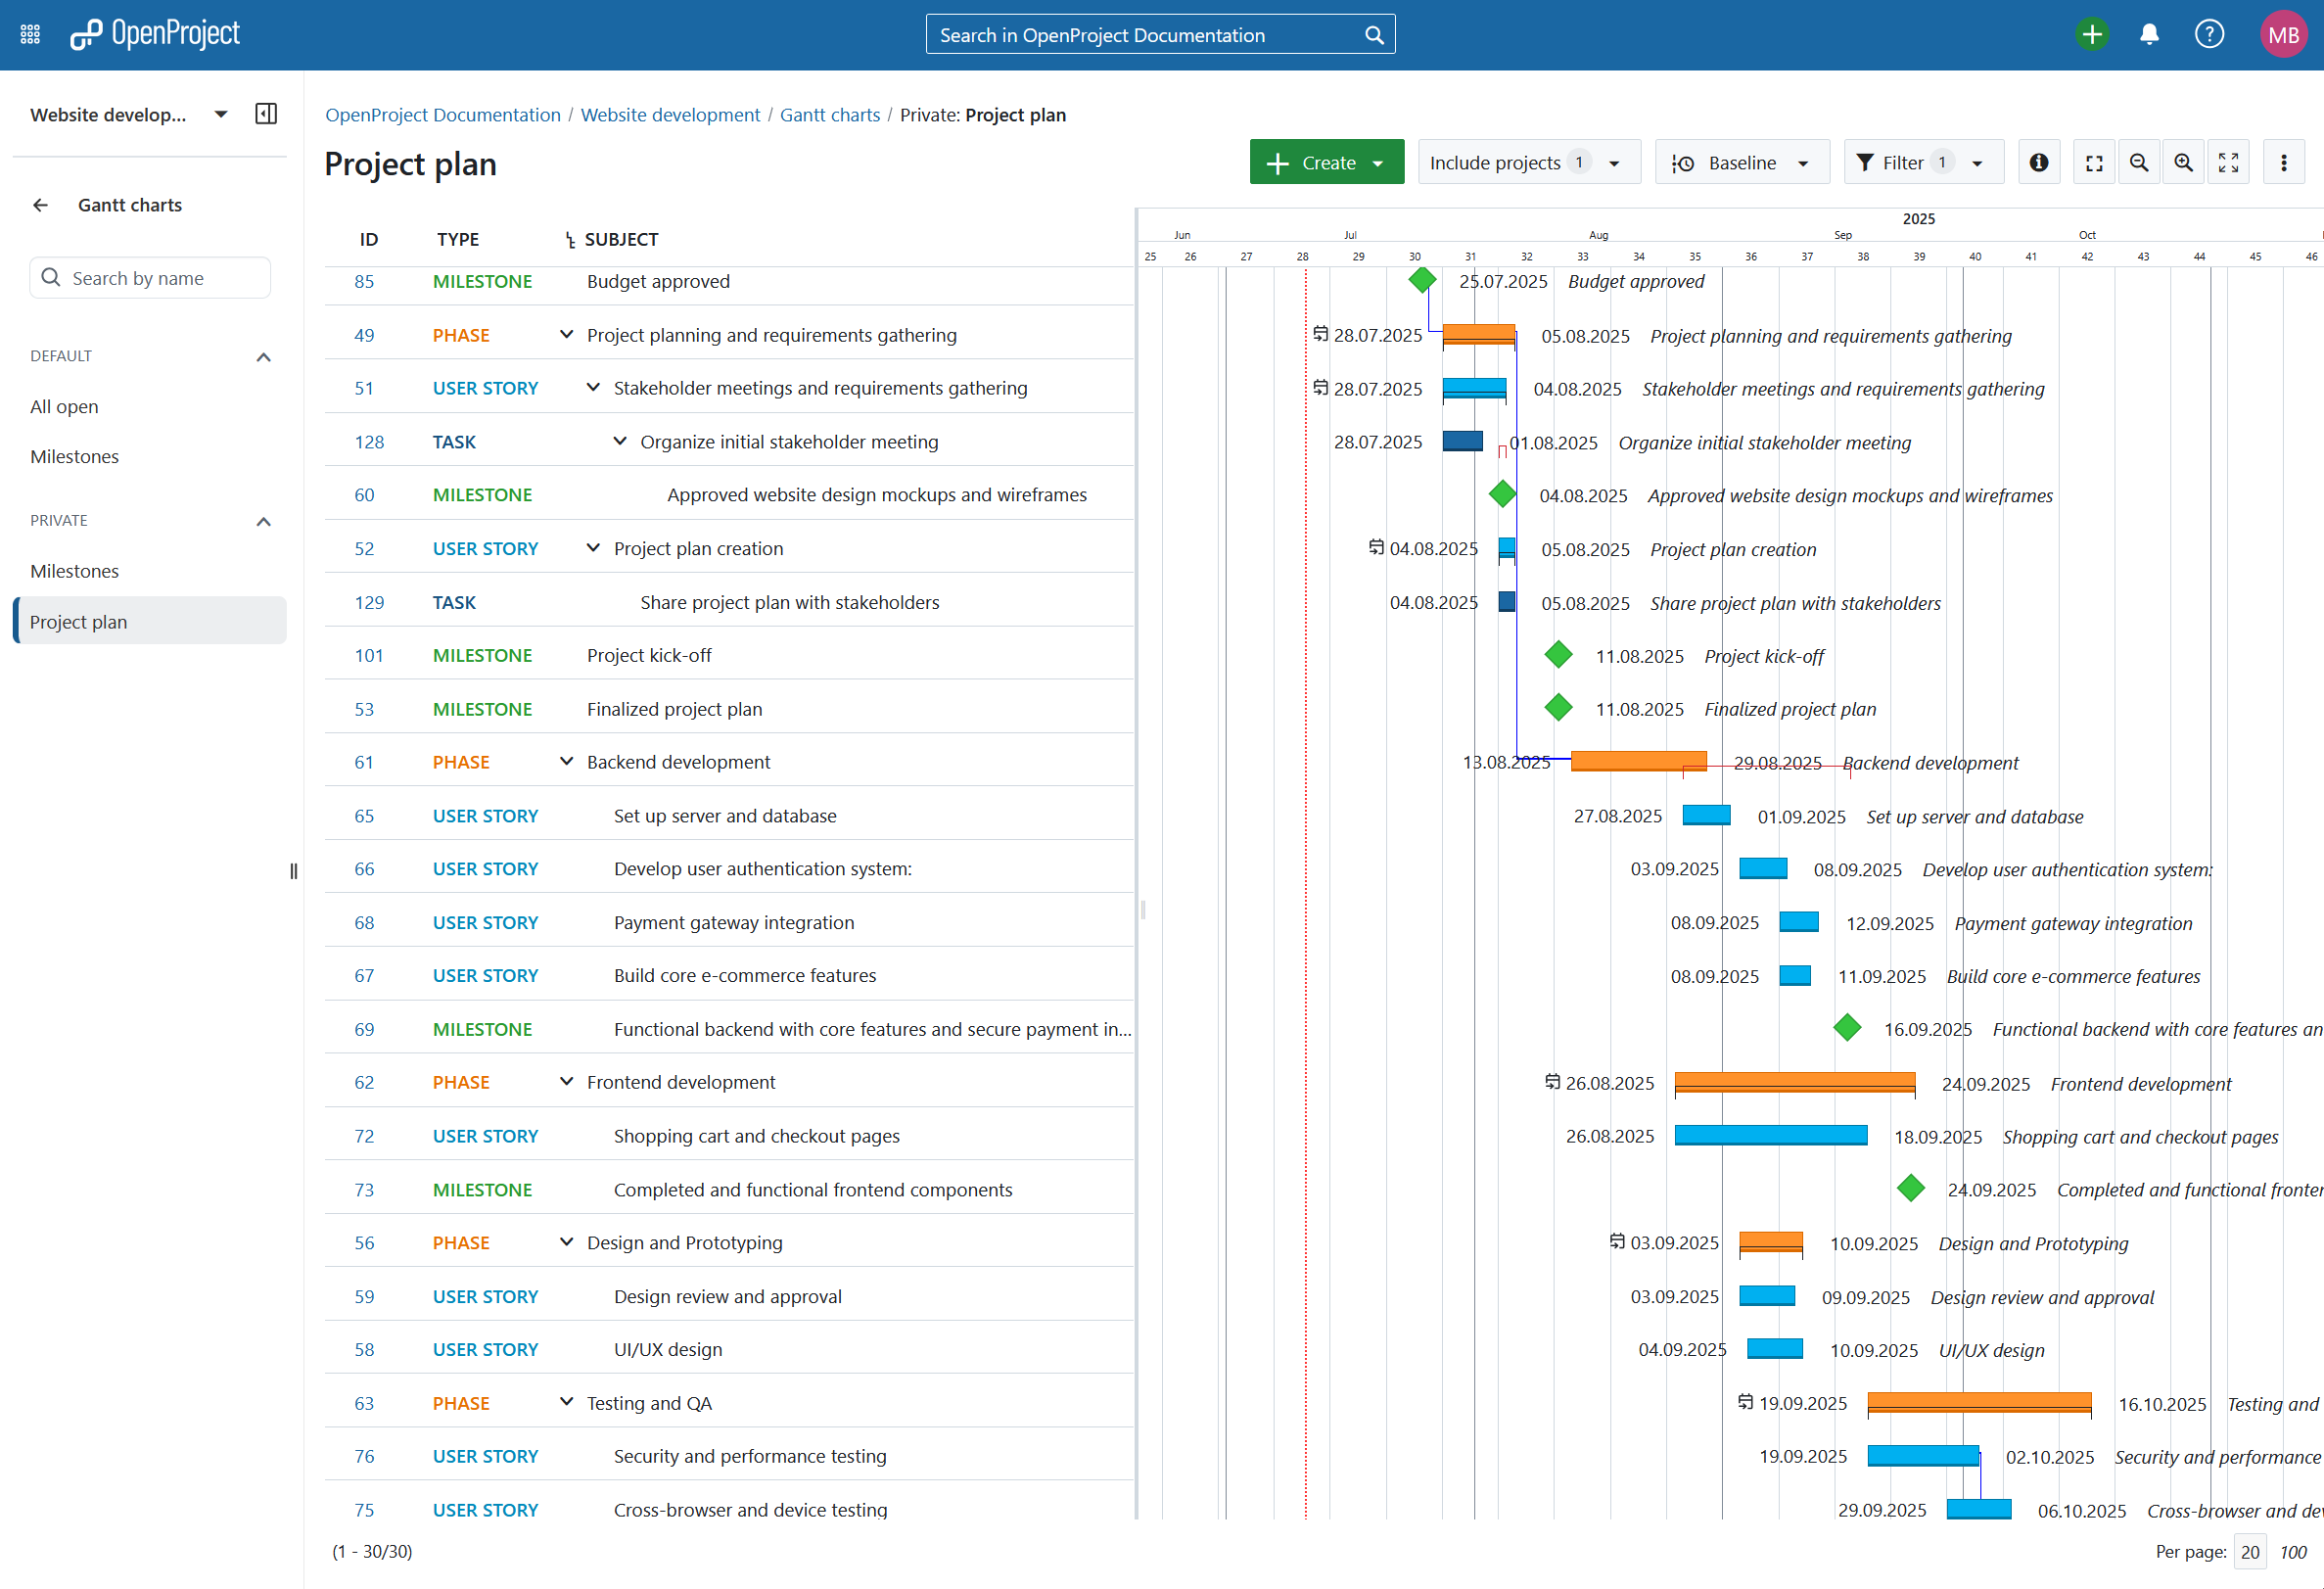 OpenProject
Search in OpenProject Documentation
MB
Website develop...
OpenProject Documentation / Website development / Gantt charts / Private: Project plan
Project plan
Create
Include projects 1
Baseline
Filter 1
Gantt charts
Search by name
DEFAULT
All open
Milestones
PRIVATE
Milestones
Project plan
ID TYPE SUBJECT
2025
Jun Jul Aug Sep Oct
25 26 27 28 29 30 31 32 33 34 35 36 37 38 39 40 41 42 43 44 45 46
85 MILESTONE Budget approved 25.07.2025 Budget approved
49 PHASE Project planning and requirements gathering 28.07.2025 05.08.2025 Project planning and requirements gathering
51 USER STORY Stakeholder meetings and requirements gathering 28.07.2025 04.08.2025 Stakeholder meetings and requirements gathering
128 TASK Organize initial stakeholder meeting 28.07.2025 01.08.2025 Organize initial stakeholder meeting
60 MILESTONE Approved website design mockups and wireframes 04.08.2025 Approved website design mockups and wireframes
52 USER STORY Project plan creation 04.08.2025 05.08.2025 Project plan creation
129 TASK Share project plan with stakeholders 04.08.2025 05.08.2025 Share project plan with stakeholders
101 MILESTONE Project kick-off 11.08.2025 Project kick-off
53 MILESTONE Finalized project plan 11.08.2025 Finalized project plan
61 PHASE Backend development 13.08.2025 29.08.2025 Backend development
65 USER STORY Set up server and database 27.08.2025 01.09.2025 Set up server and database
66 USER STORY Develop user authentication system: 03.09.2025 08.09.2025 Develop user authentication system:
68 USER STORY Payment gateway integration 08.09.2025 12.09.2025 Payment gateway integration
67 USER STORY Build core e-commerce features 08.09.2025 11.09.2025 Build core e-commerce features
69 MILESTONE Functional backend with core features and secure payment in... 16.09.2025 Functional backend with core features an
62 PHASE Frontend development 26.08.2025 24.09.2025 Frontend development
72 USER STORY Shopping cart and checkout pages 26.08.2025 18.09.2025 Shopping cart and checkout pages
73 MILESTONE Completed and functional frontend components 24.09.2025 Completed and functional fronter
56 PHASE Design and Prototyping 03.09.2025 10.09.2025 Design and Prototyping
59 USER STORY Design review and approval 03.09.2025 09.09.2025 Design review and approval
58 USER STORY UI/UX design 04.09.2025 10.09.2025 UI/UX design
63 PHASE Testing and QA 19.09.2025 16.10.2025 Testing and
76 USER STORY Security and performance testing 19.09.2025 02.10.2025 Security and performance
75 USER STORY Cross-browser and device testing 29.09.2025 06.10.2025 Cross-browser and de
(1 - 30/30)
Per page: 20 100